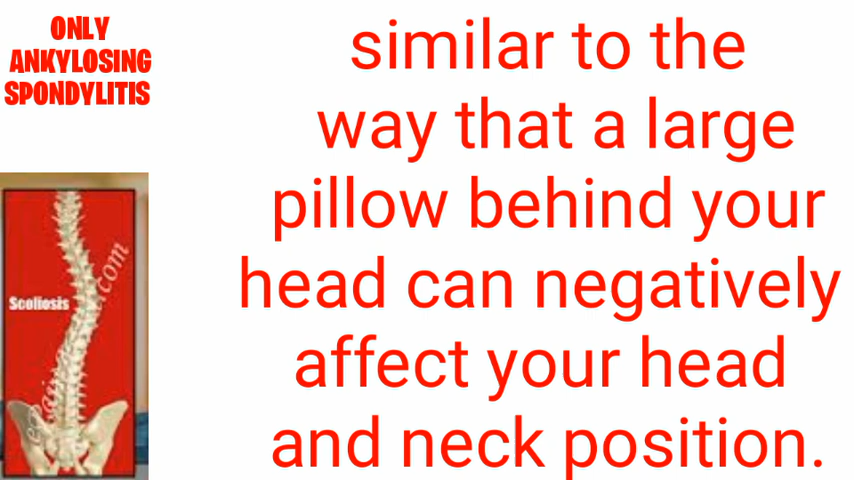 ONLY
ANKYLOSING
SPONDYLITIS
similar to the
way that a large
pillow behind your
head can negatively
affect your head
and neck position.
Scoliosis